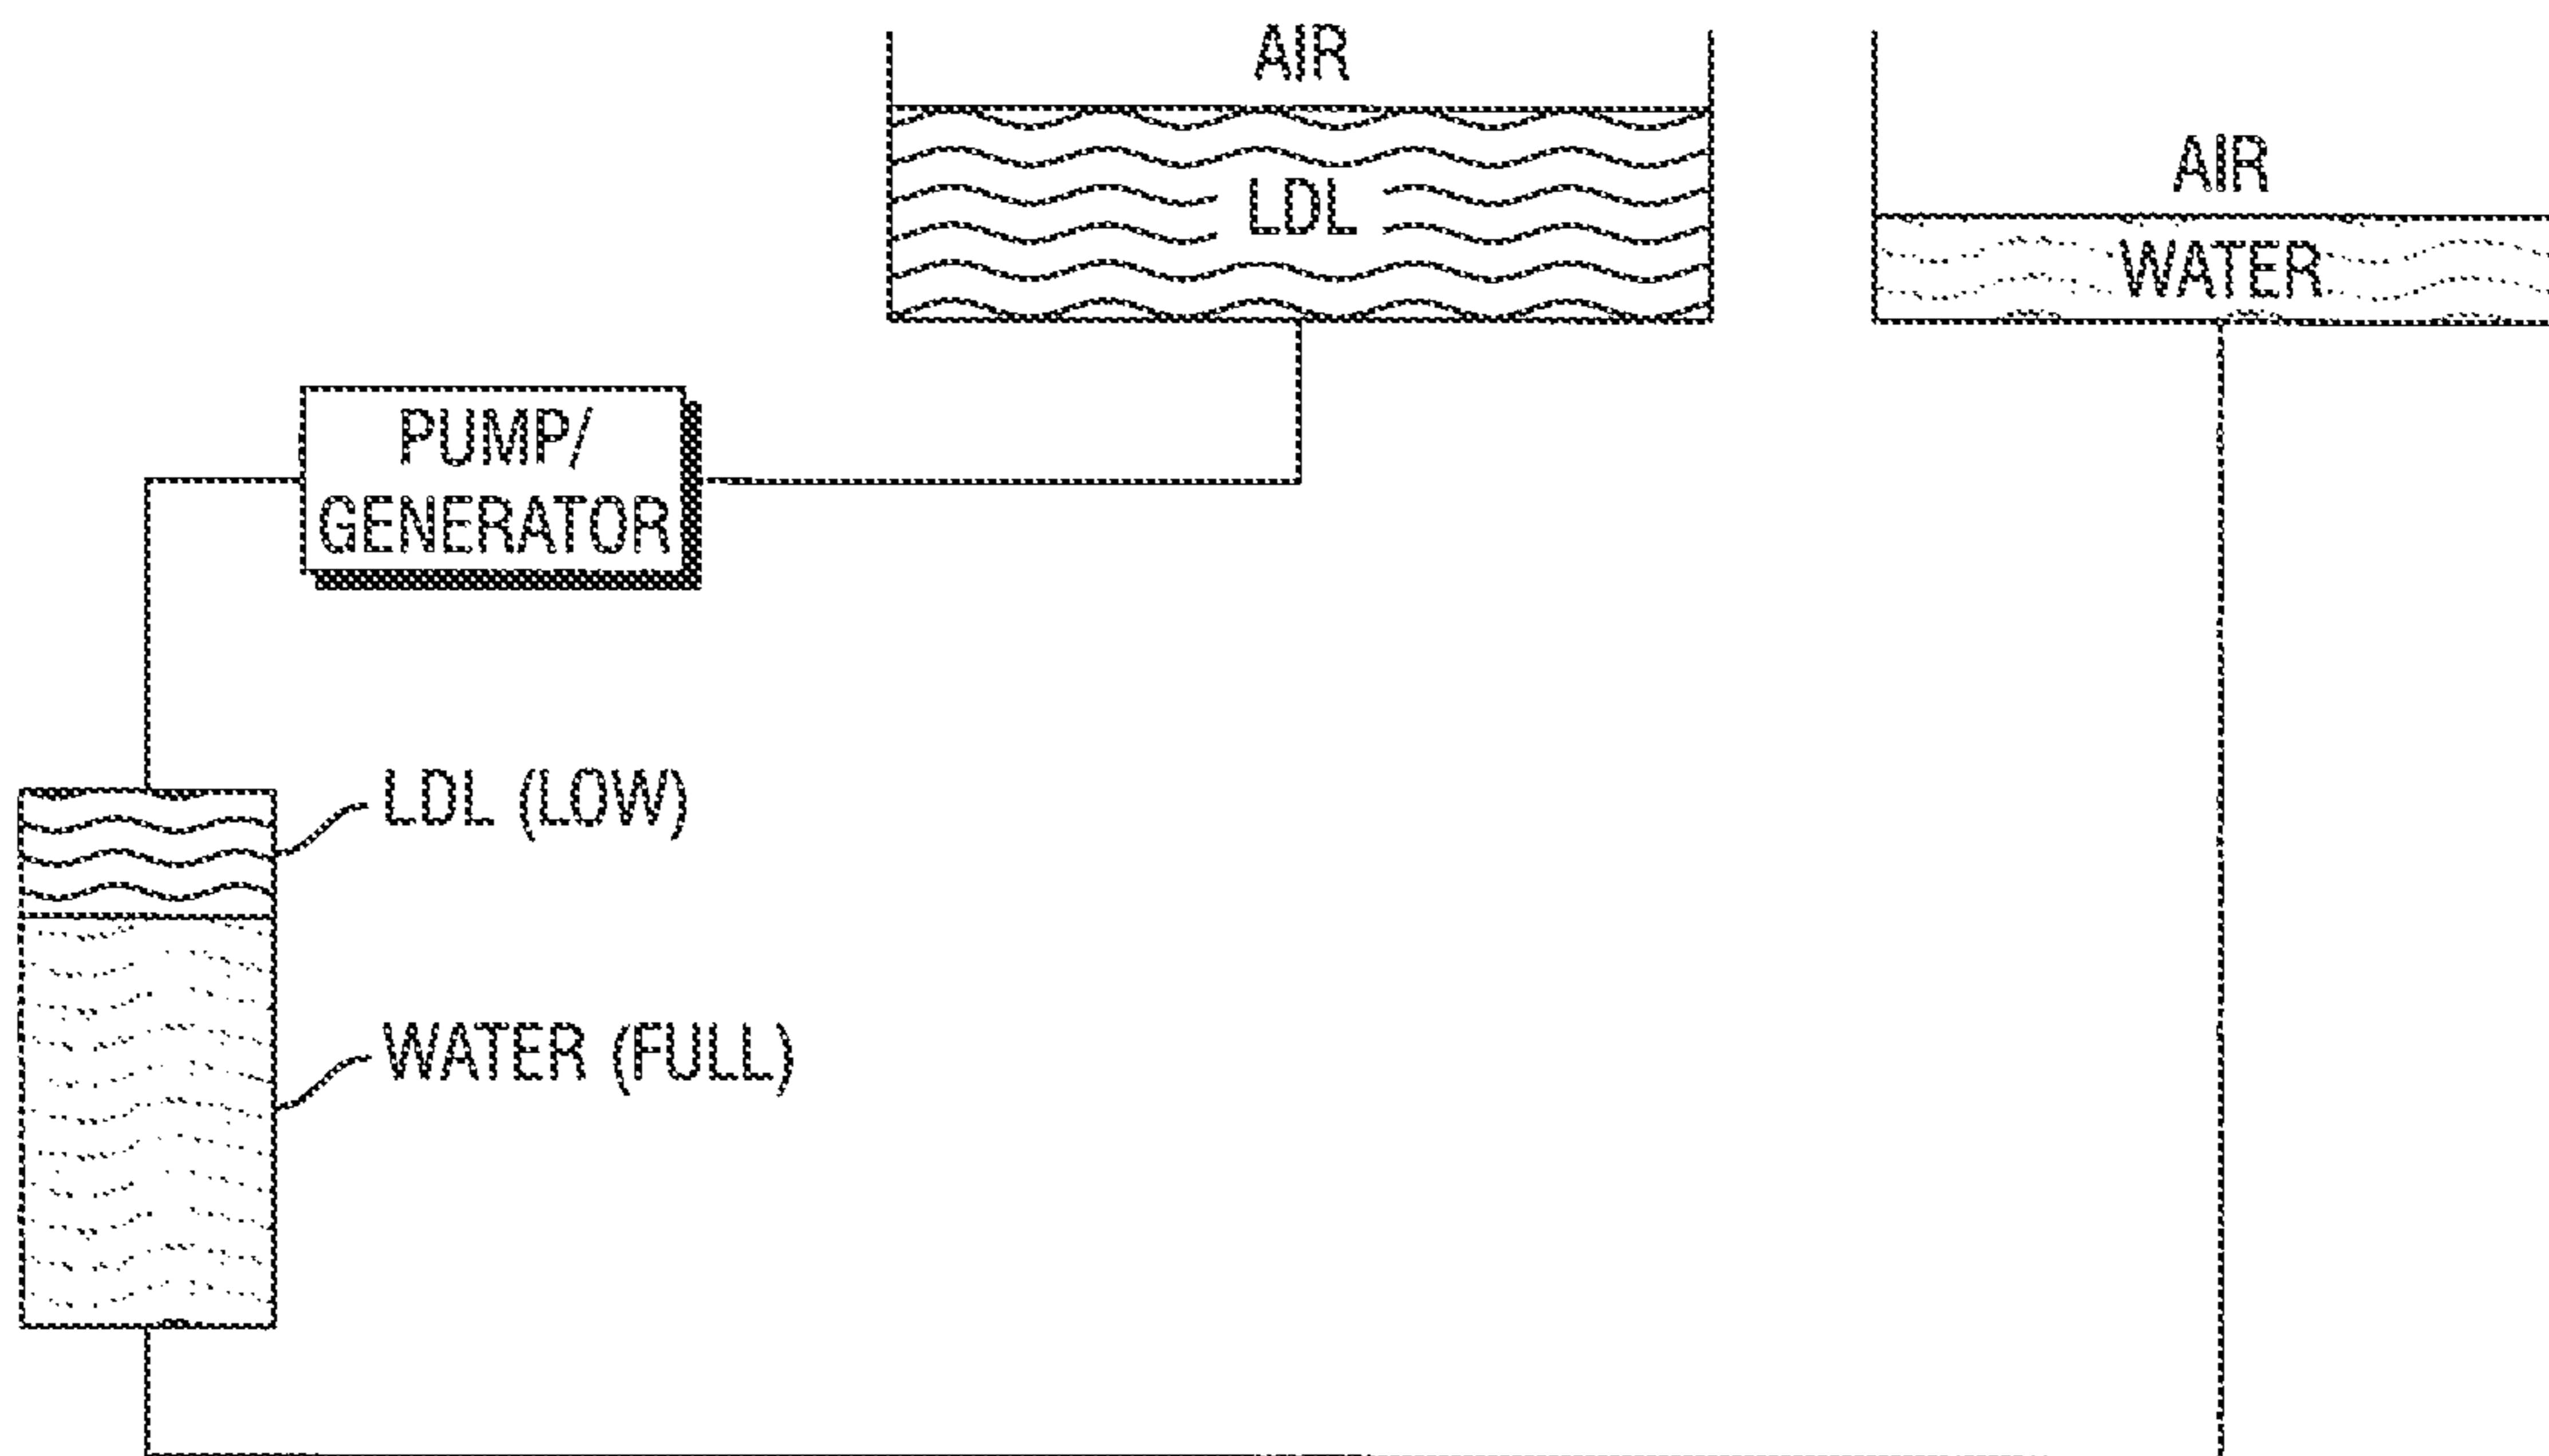 AIR
LDL
AIR
WATER
PUMP/
GENERATOR
LDL (LOW)
WATER (FULL)